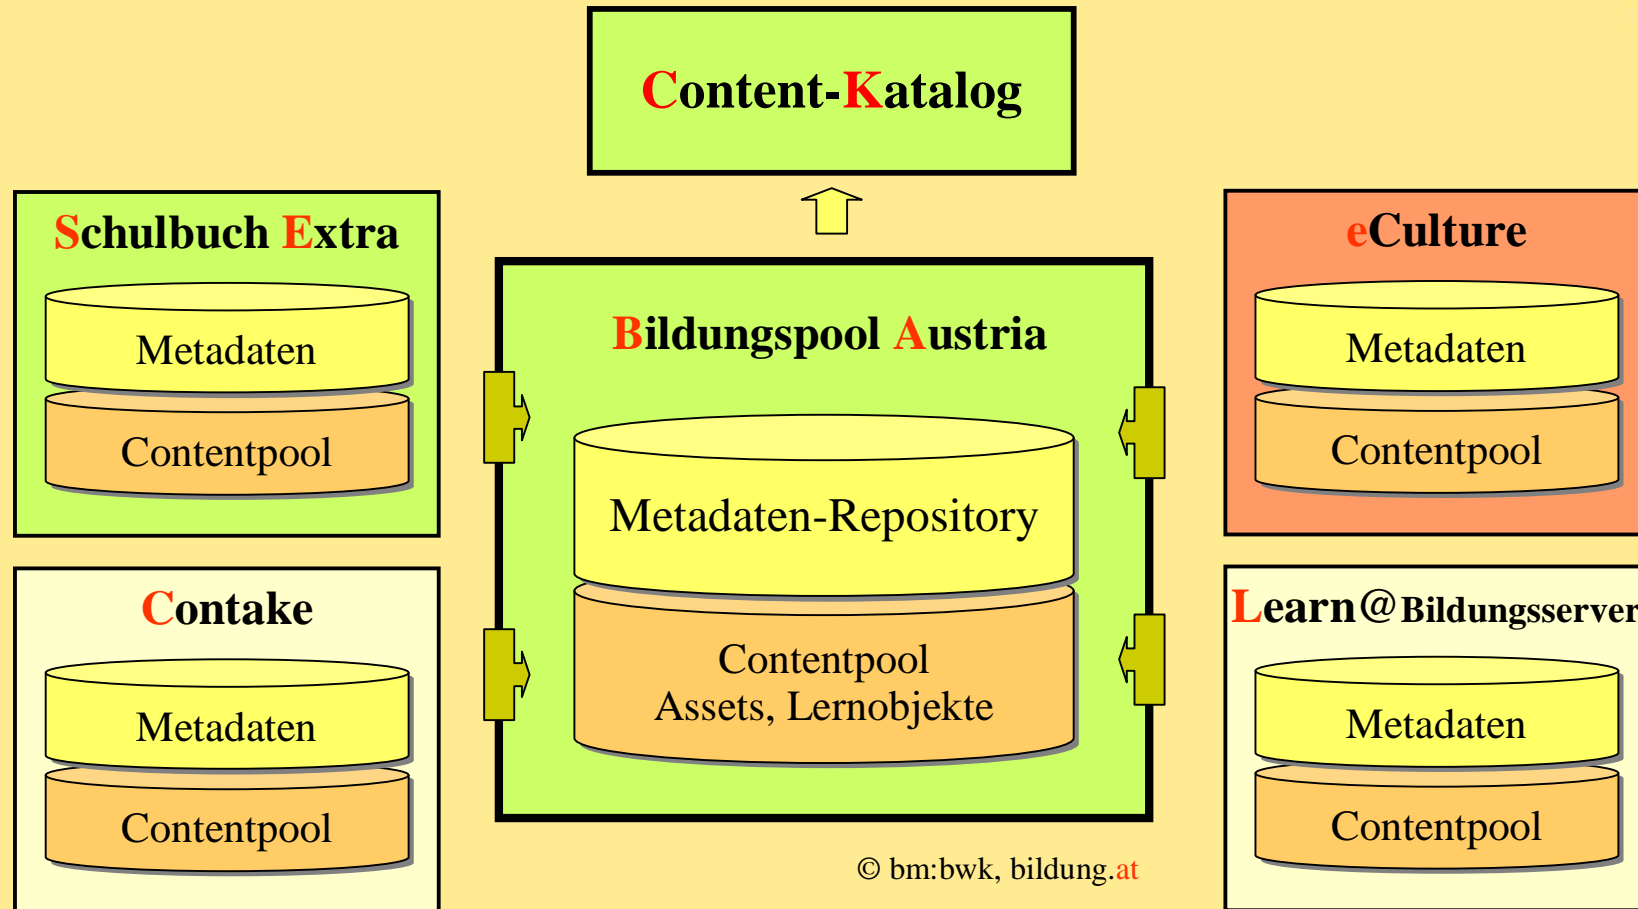 Content-Katalog
Schulbuch Extra
Metadaten
Contentpool
Contake
Metadaten
Contentpool
Bildungspool Austria
Metadaten-Repository
Contentpool
Assets, Lernobjekte
eCulture
Metadaten
Contentpool
Learn@Bildungsserver
Metadaten
Contentpool
© bm:bwk, bildung.at